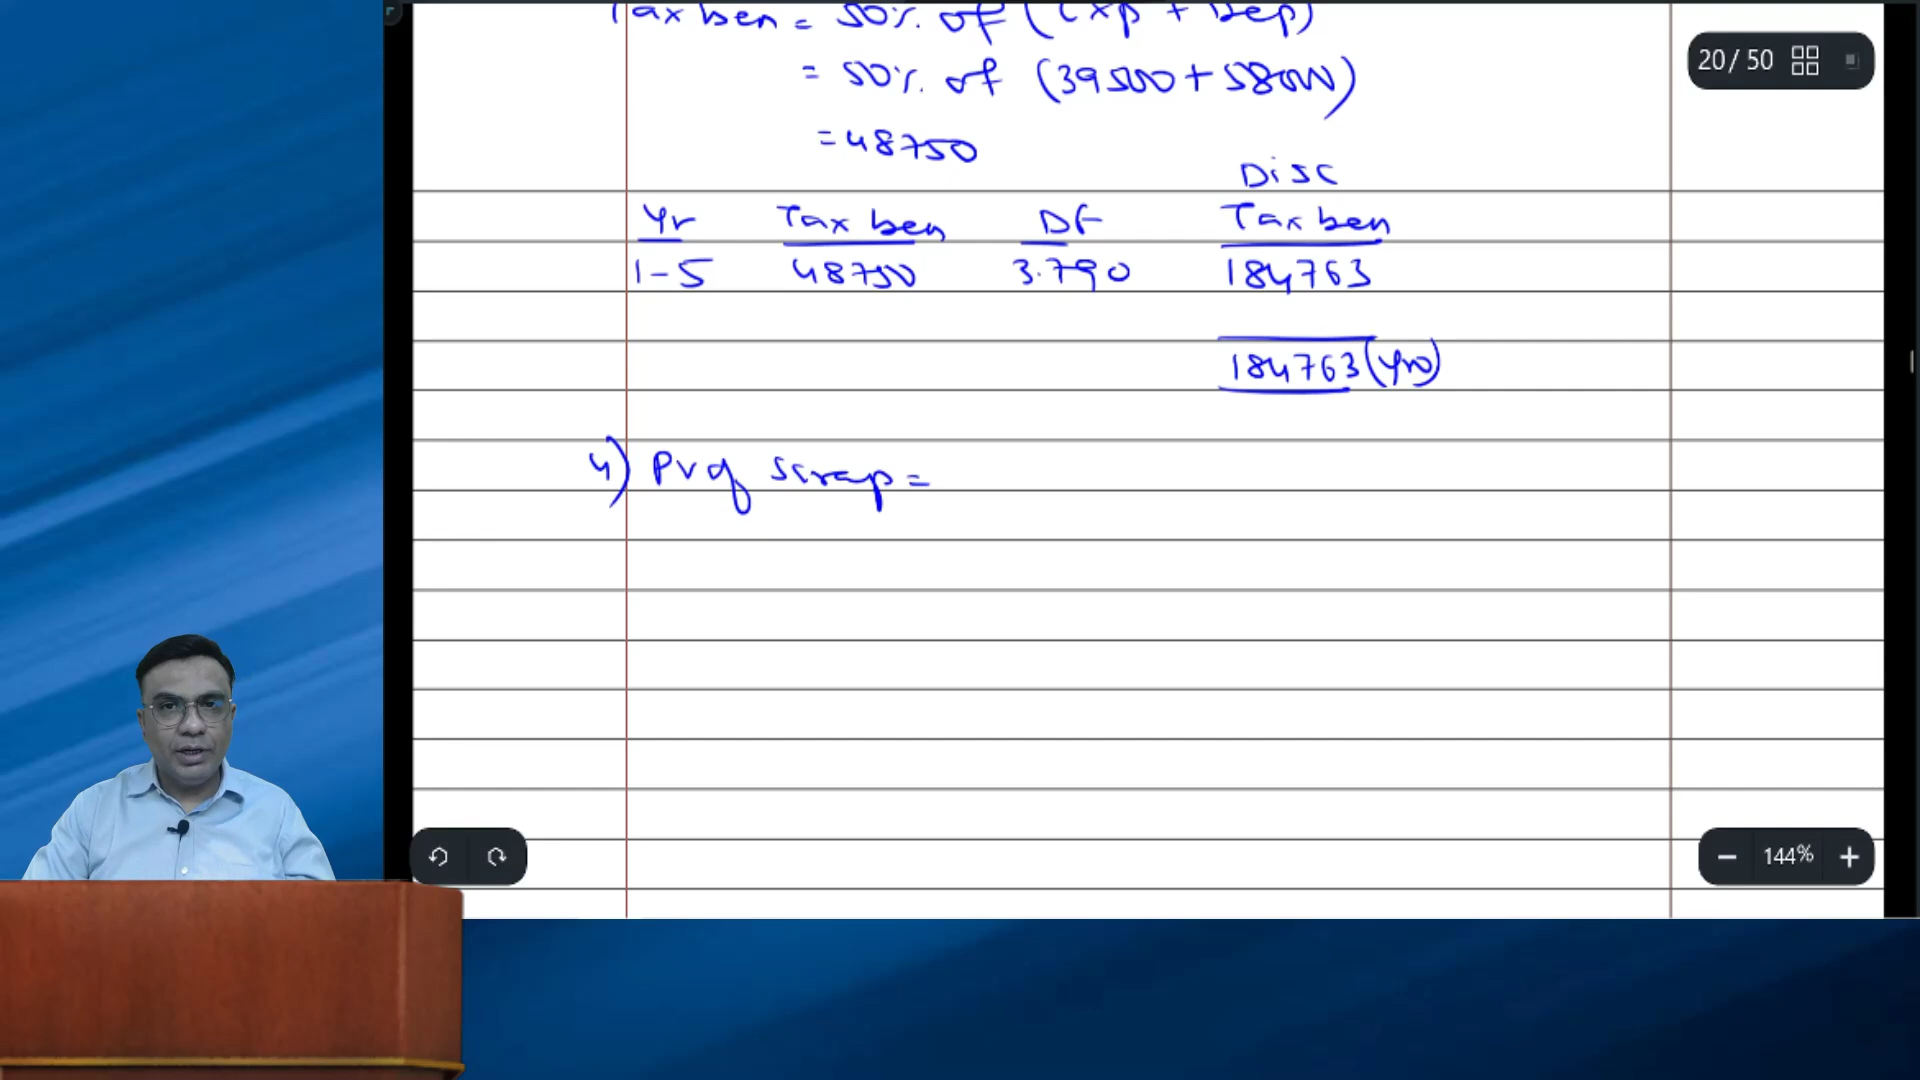 Tax ben = 50% of (Exp + Dep)
= 50% of (39500 + 58000)
= 48750
Yr Tax ben DF Disc Tax ben
1-5 48750 3.790 184763
184763
4) PV of scrap =
20 / 50
144%